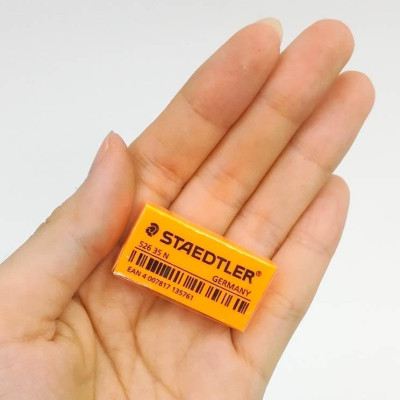 STAEDTLER®
526 35 N
GERMANY
EAN 4 007817 135761